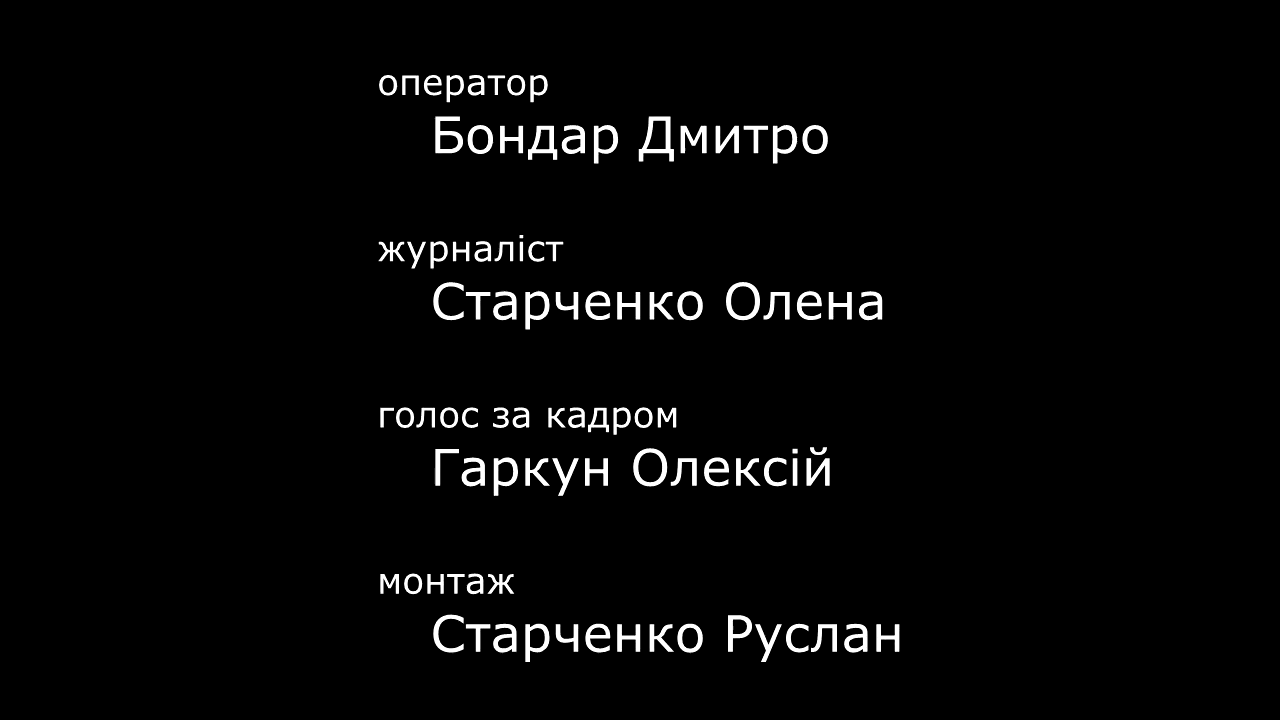 оператор
Бондар Дмитро
журналіст
Старченко Олена
голос за кадром
Гаркун Олексій
монтаж
Старченко Руслан